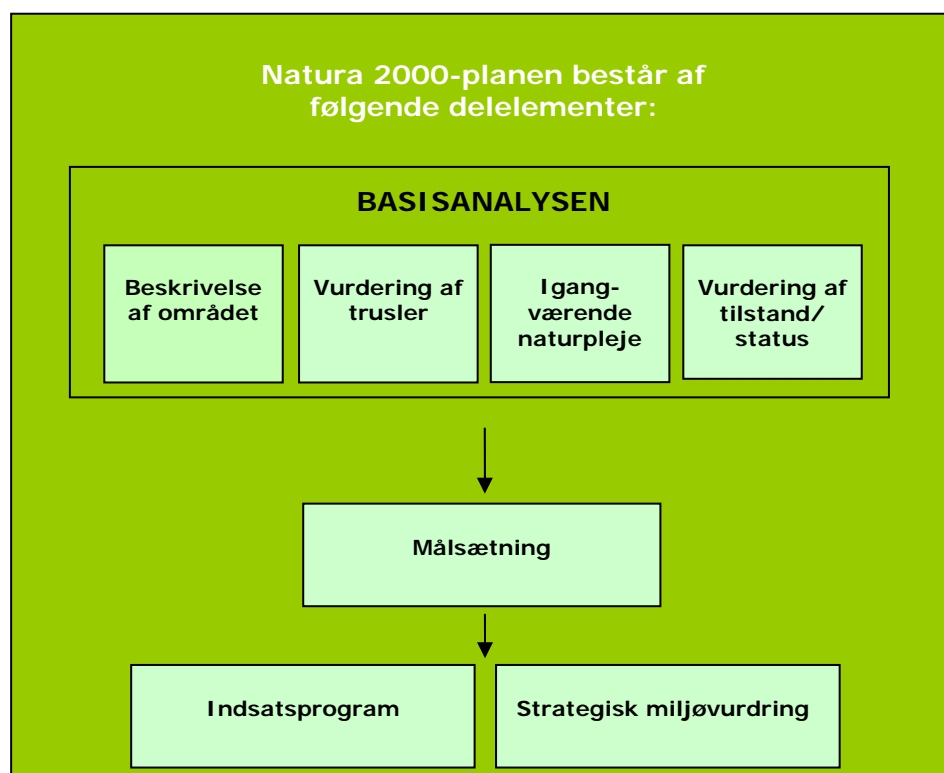 Natura 2000-planen består af
følgende delelementer:
BASISANALYSEN
Beskrivelse
af området
Vurdering af
trusler
Igang-
værende
naturpleje
Vurdering af
tilstand/
status
Målsætning
Indsatsprogram
Strategisk miljøvurdring